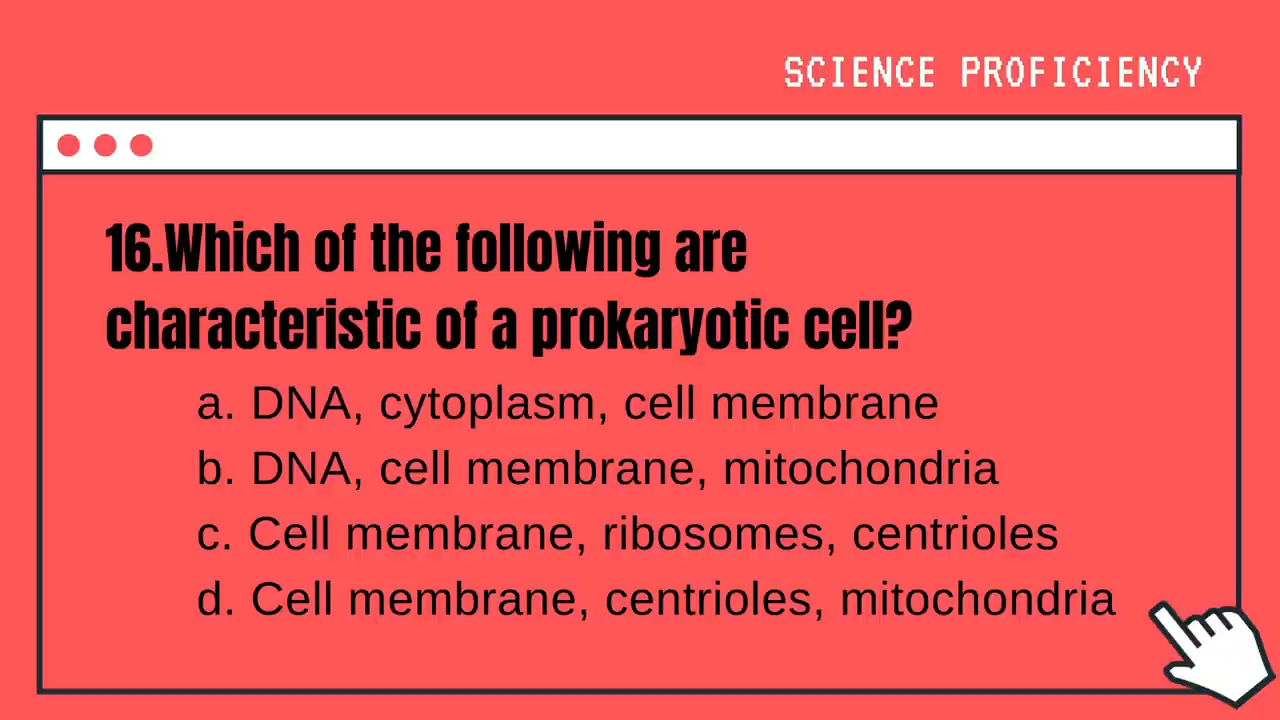 SCIENCE PROFICIENCY
16.Which of the following are
characteristic of a prokaryotic cell?
a. DNA, cytoplasm, cell membrane
b. DNA, cell membrane, mitochondria
c. Cell membrane, ribosomes, centrioles
d. Cell membrane, centrioles, mitochondria